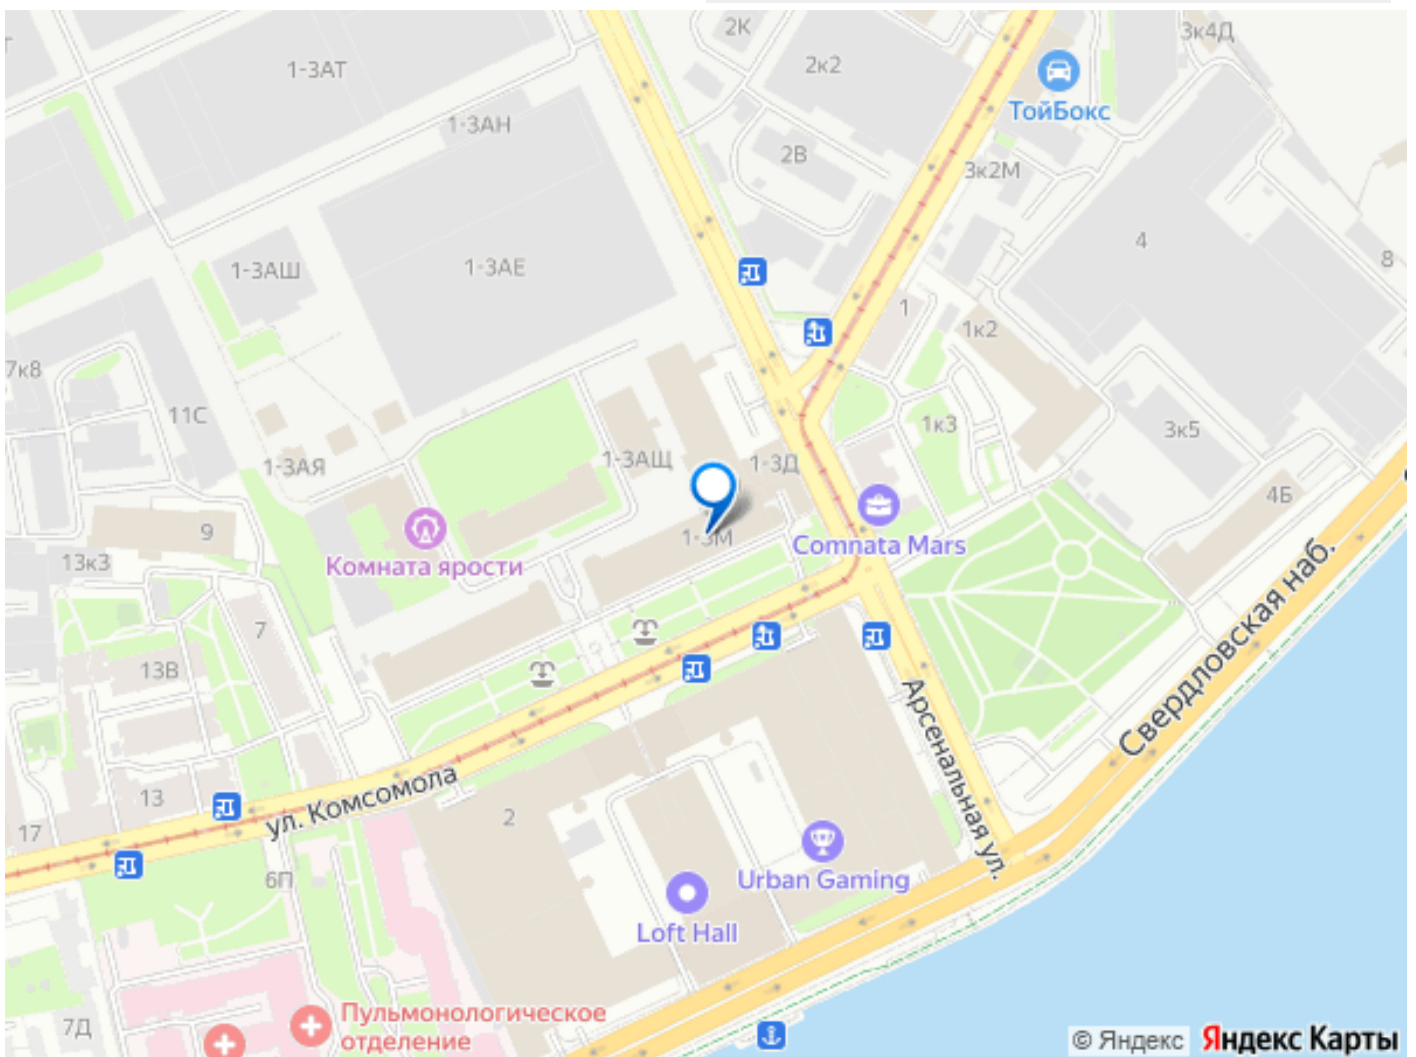 2К
3к4Д
1-3АТ
2к2
ТойБокс
1-3АН
2В
3к2М
4
1-3АШ
1-3АЕ
8
1
1к2
7к8
11С
1к3
3к5
1-3АЩ
1-3Д
1-3АЯ
4Б
9
1-3М
Comnata Mars
13к3
Комната ярости
7
13В
Свердловская наб.
Арсенальная ул.
ул. Комсомола
13
2
17
6П
Urban Gaming
Loft Hall
Пульмонологическое
отделение
7Д
© Яндекс
Яндекс Карты